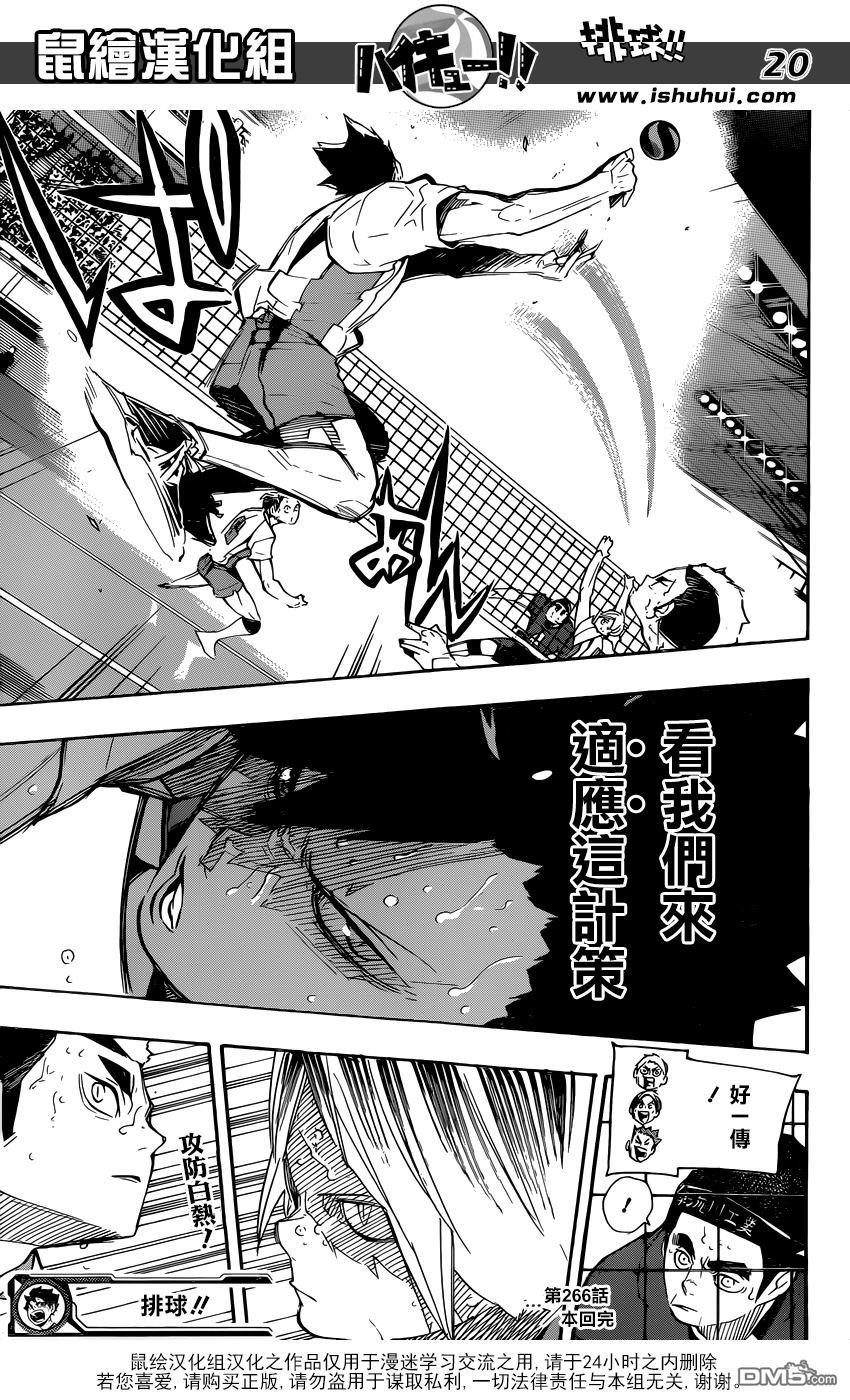 鼠繪漢化組
ハイキュー!!
排球!!
20
www.ishuhui.com
看我們來
適應這計策
好一傳
!
!
攻防白熱!
排球!!
...第266話
本回完
鼠绘汉化组汉化之作品仅用于漫迷学习交流之用, 请于24小时之内删除
若您喜爱, 请购买正版, 请勿盗用于谋取私利, 一切法律责任与本组无关, 谢谢。
DM5.com